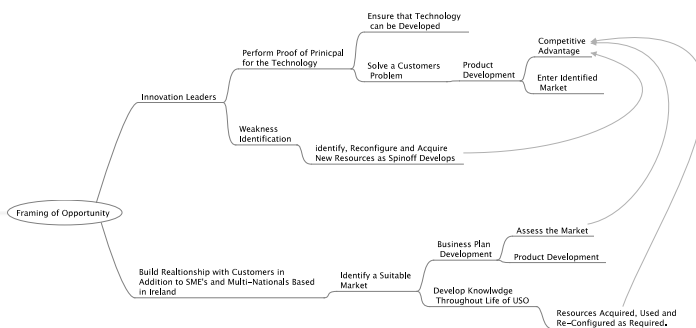 Ensure that Technology
can be Developed
Perform Proof of Prinicpal
for the Technology
Solve a Customers
Problem
Product
Development
Competitive
Advantage
Enter Identified
Market
Innovation Leaders
Weakness
Identification
identify, Reconfigure and Acquire
New Resources as Spinoff Develops
Framing of Opportunity
Build Realtionship with Customers in
Addition to SME's and Multi-Nationals Based
in Ireland
Identify a Suitable
Market
Business Plan
Development
Assess the Market
Product Development
Develop Knowlwdge
Throughout Life of USO
Resources Acquired, Used and
Re-Configured as Required.